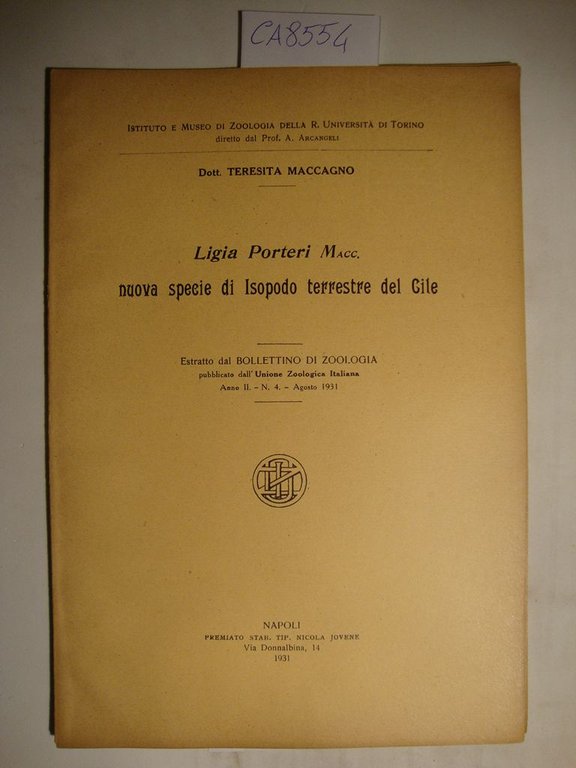 CA8554
ISTITUTO E MUSEO DI ZOOLOGIA DELLA R. UNIVERSITÀ DI TORINO
diretto dal Prof. A. ARCANGELI
Dott. TERESITA MACCAGNO
Ligia Porteri MACC.
nuova specie di Isopodo terrestre del Cile
Estratto dal BOLLETTINO DI ZOOLOGIA
pubblicato dall'Unione Zoologica Italiana
Anno II. - N. 4. - Agosto 1931
NAPOLI
PREMIATO STAB. TIP. NICOLA JOVENE
Via Donnalbina, 14
1931